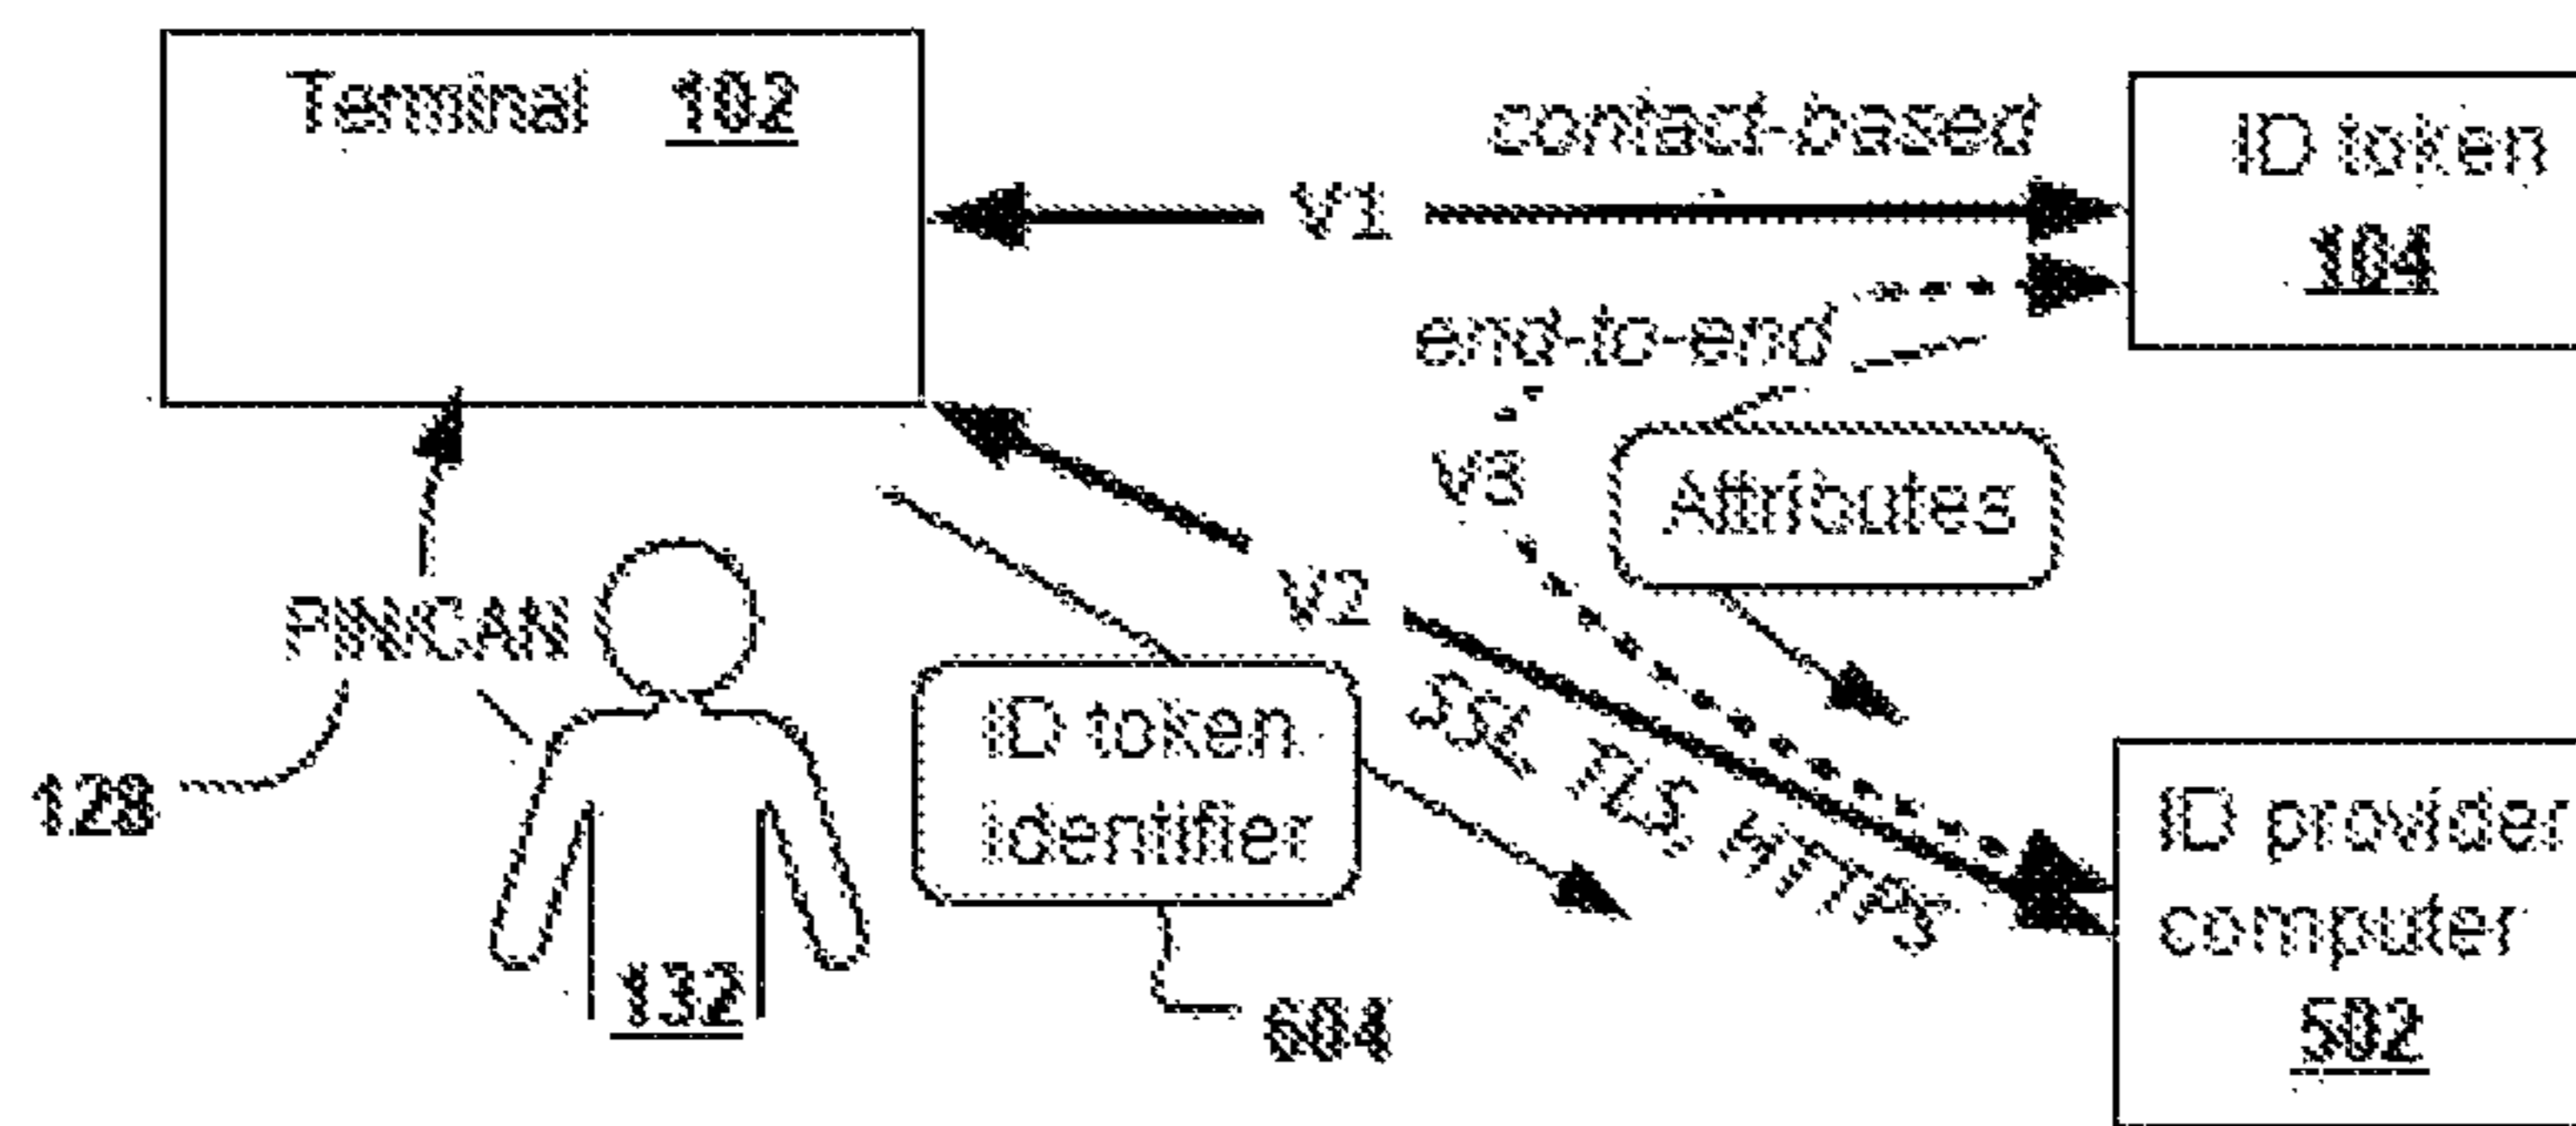 Terminal 102
contact-based
V1
ID token
104
end-to-end
V3
Attributes
V2
SSL, TLS, HTTPS
PIN/CAN
128
132
ID token
identifier
604
ID provider
computer
502